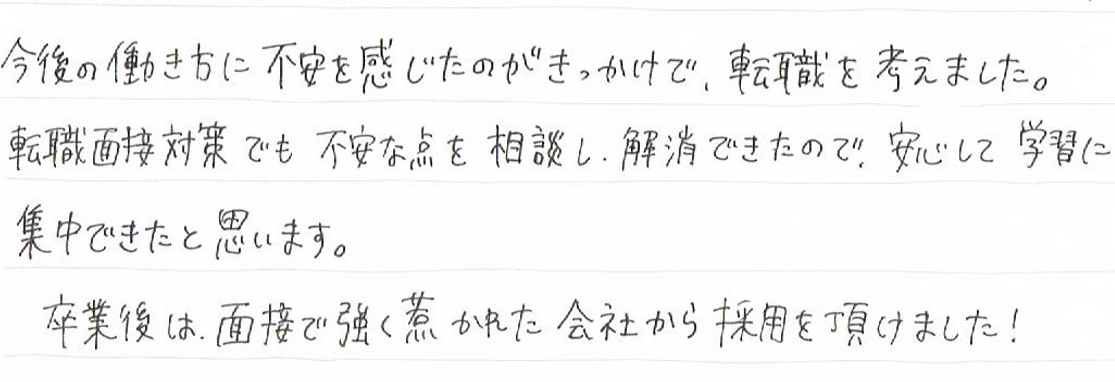 今後の働き方に不安を感じたのがきっかけで、転職を考えました。
転職面接対策でも不安な点を相談し、解消できたので、安心して学習に
集中できたと思います。
卒業後は、面接で強く惹かれた会社から採用を頂けました！